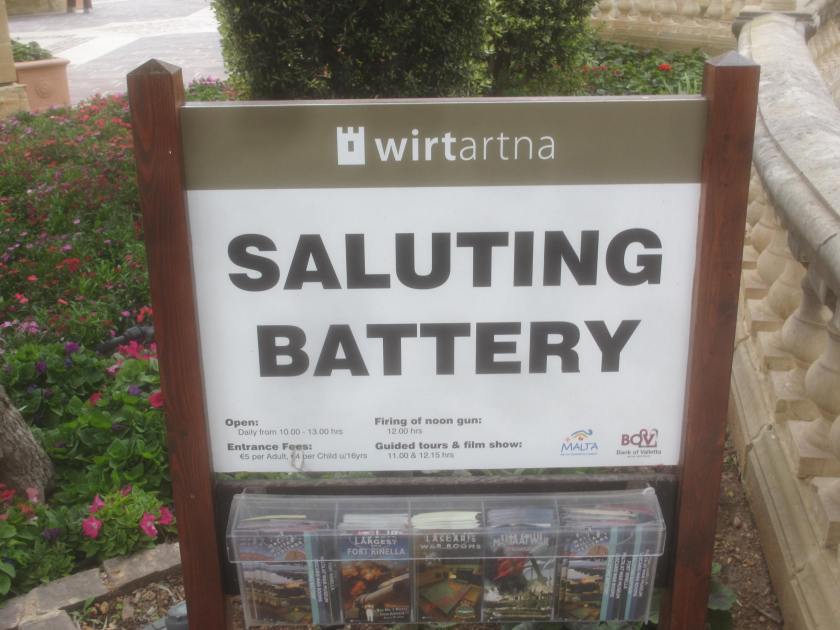 wirtartna
SALUTING
BATTERY
Open:
Daily from 10.00 - 13.00 hrs
Entrance Fees:
€5 per Adult, €4 per Child u/16yrs
Firing of noon gun:
12.00 hrs
Guided tours & film show:
11.00 & 12.15 hrs
MALTA
BOV
Bank of Valletta
LARGEST
FORT RINELLA
LASCARIS
WAR ROOMS